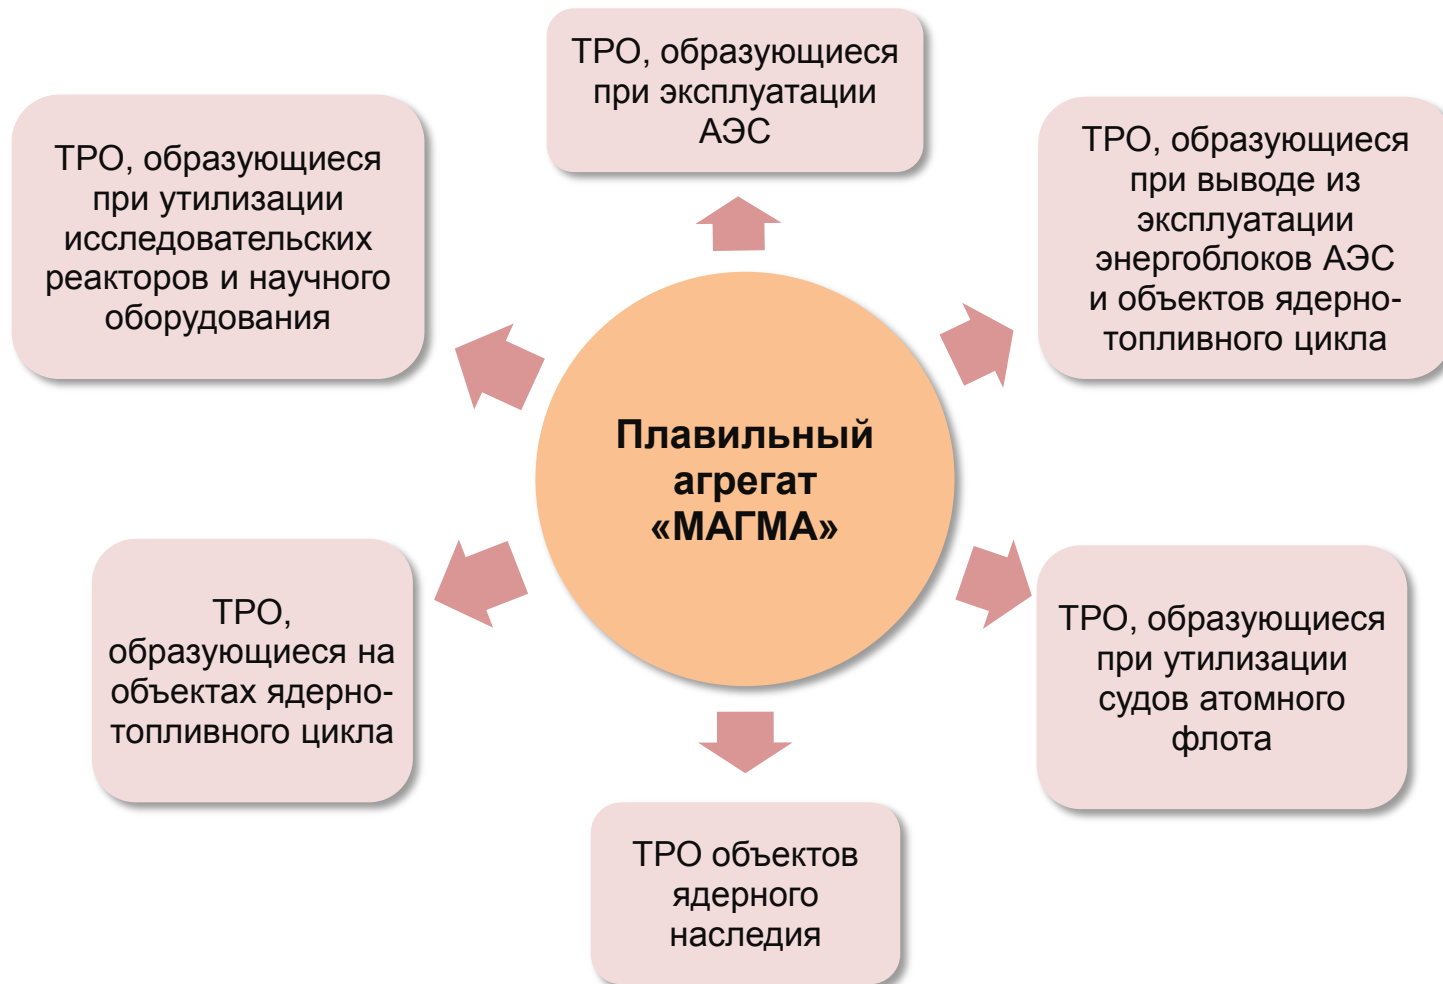 ТРО, образующиеся
при эксплуатации
АЭС
ТРО, образующиеся
при утилизации
исследовательских
реакторов и научного
оборудования
ТРО, образующиеся
при выводе из
эксплуатации
энергоблоков АЭС
и объектов ядерно-
топливного цикла
Плавильный
агрегат
«МАГМА»
ТРО,
образующиеся на
объектах ядерно-
топливного цикла
ТРО, образующиеся
при утилизации
судов атомного
флота
ТРО объектов
ядерного
наследия